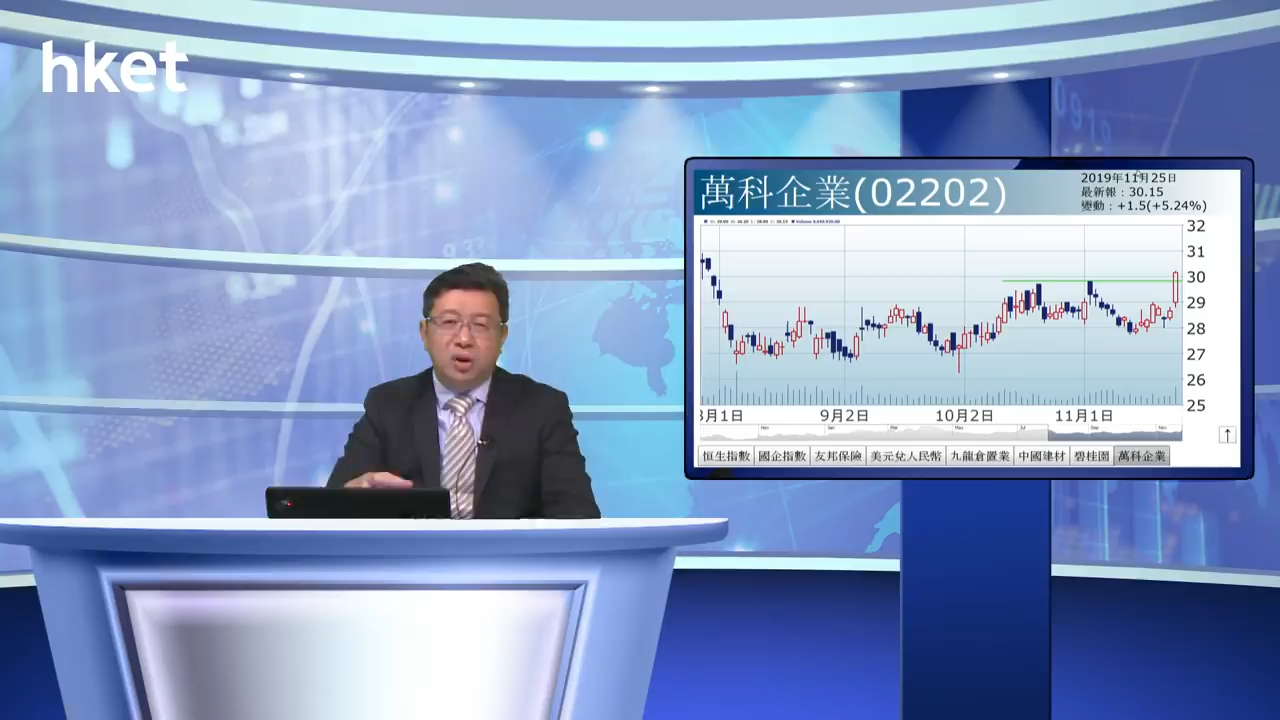 hket
萬科企業(02202)
2019年11月25日
最新報：30.15
變動：+1.5(+5.24%)
32
31
30
29
28
27
26
25
3月1日
9月2日
10月2日
11月1日
恒生指數
國企指數
友邦保險
美元兌人民幣
九龍倉置業
中國建材
碧桂園
萬科企業